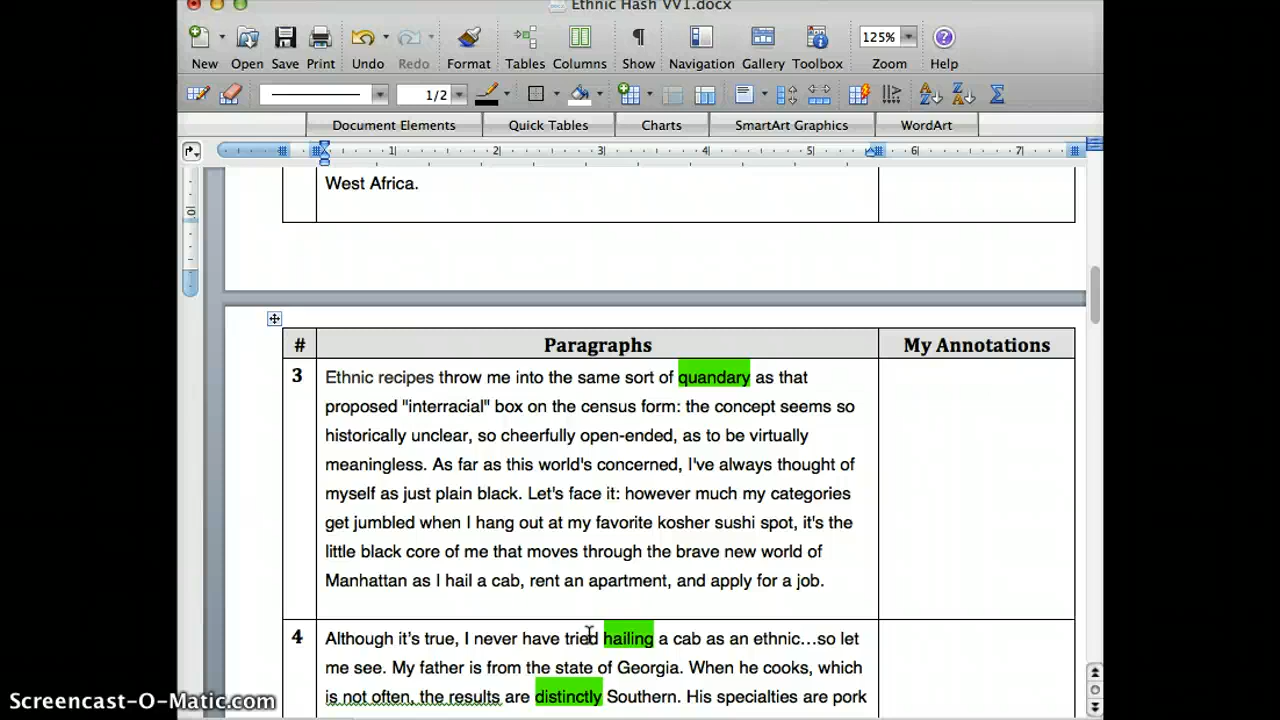 Ethnic Hash VV1.docx
New Open Save Print Undo Redo Format Tables Columns Show Navigation Gallery Toolbox Zoom Help
125%
1/2
Document Elements Quick Tables Charts SmartArt Graphics WordArt
1 2 3 4 5 6 7
0
West Africa.
# Paragraphs My Annotations
3 Ethnic recipes throw me into the same sort of quandary as that
proposed "interracial" box on the census form: the concept seems so
historically unclear, so cheerfully open-ended, as to be virtually
meaningless. As far as this world's concerned, I've always thought of
myself as just plain black. Let's face it: however much my categories
get jumbled when I hang out at my favorite kosher sushi spot, it's the
little black core of me that moves through the brave new world of
Manhattan as I hail a cab, rent an apartment, and apply for a job.
4 Although it’s true, I never have tried hailing a cab as an ethnic…so let
me see. My father is from the state of Georgia. When he cooks, which
is not often, the results are distinctly Southern. His specialties are pork
Screencast-O-Matic.com